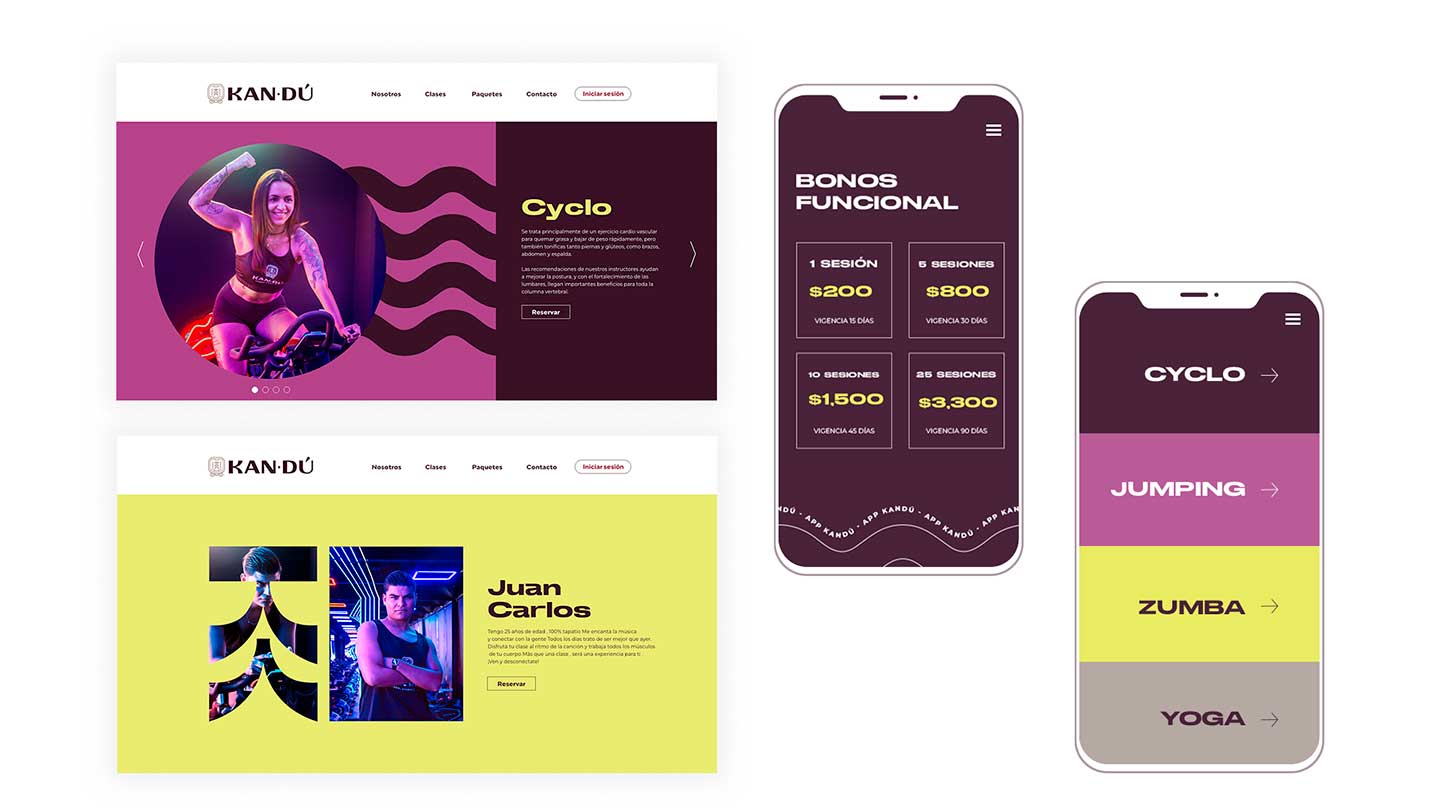 KAN·DÚ
Nosotros
Clases
Paquetes
Contacto
Iniciar sesión
Cyclo
Se trata principalmente de un ejercicio cardio vascular
para quemar grasa y bajar de peso rápidamente, pero
también tonificas tanto piernas y glúteos, como brazos,
abdomen y espalda.
Las recomendaciones de nuestros instructores ayudan
a mejorar la postura, y con el fortalecimiento de las
lumbares, llegan importantes beneficios para toda la
columna vertebral.
Reservar
KAN·DÚ
KAN·DÚ
Nosotros
Clases
Paquetes
Contacto
Iniciar sesión
Juan
Carlos
Tengo 25 años de edad , 100% tapatío Me encanta la música
y conectar con la gente Todos los días trato de ser mejor que ayer.
Disfrutá tu clase al ritmo de la canción y trabaja todos los músculos
de tu cuerpo Más que una clase , será una experiencia para ti
¡Ven y desconéctate!
Reservar
BONOS
FUNCIONAL
1 SESIÓN
$200
VIGENCIA 15 DÍAS
5 SESIONES
$800
VIGENCIA 30 DÍAS
10 SESIONES
$1,500
VIGENCIA 45 DÍAS
25 SESIONES
$3,300
VIGENCIA 90 DÍAS
NDÚ - APP KANDÚ - APP KANDÚ - APP KANDÚ - APP KAN
CYCLO
JUMPING
ZUMBA
YOGA